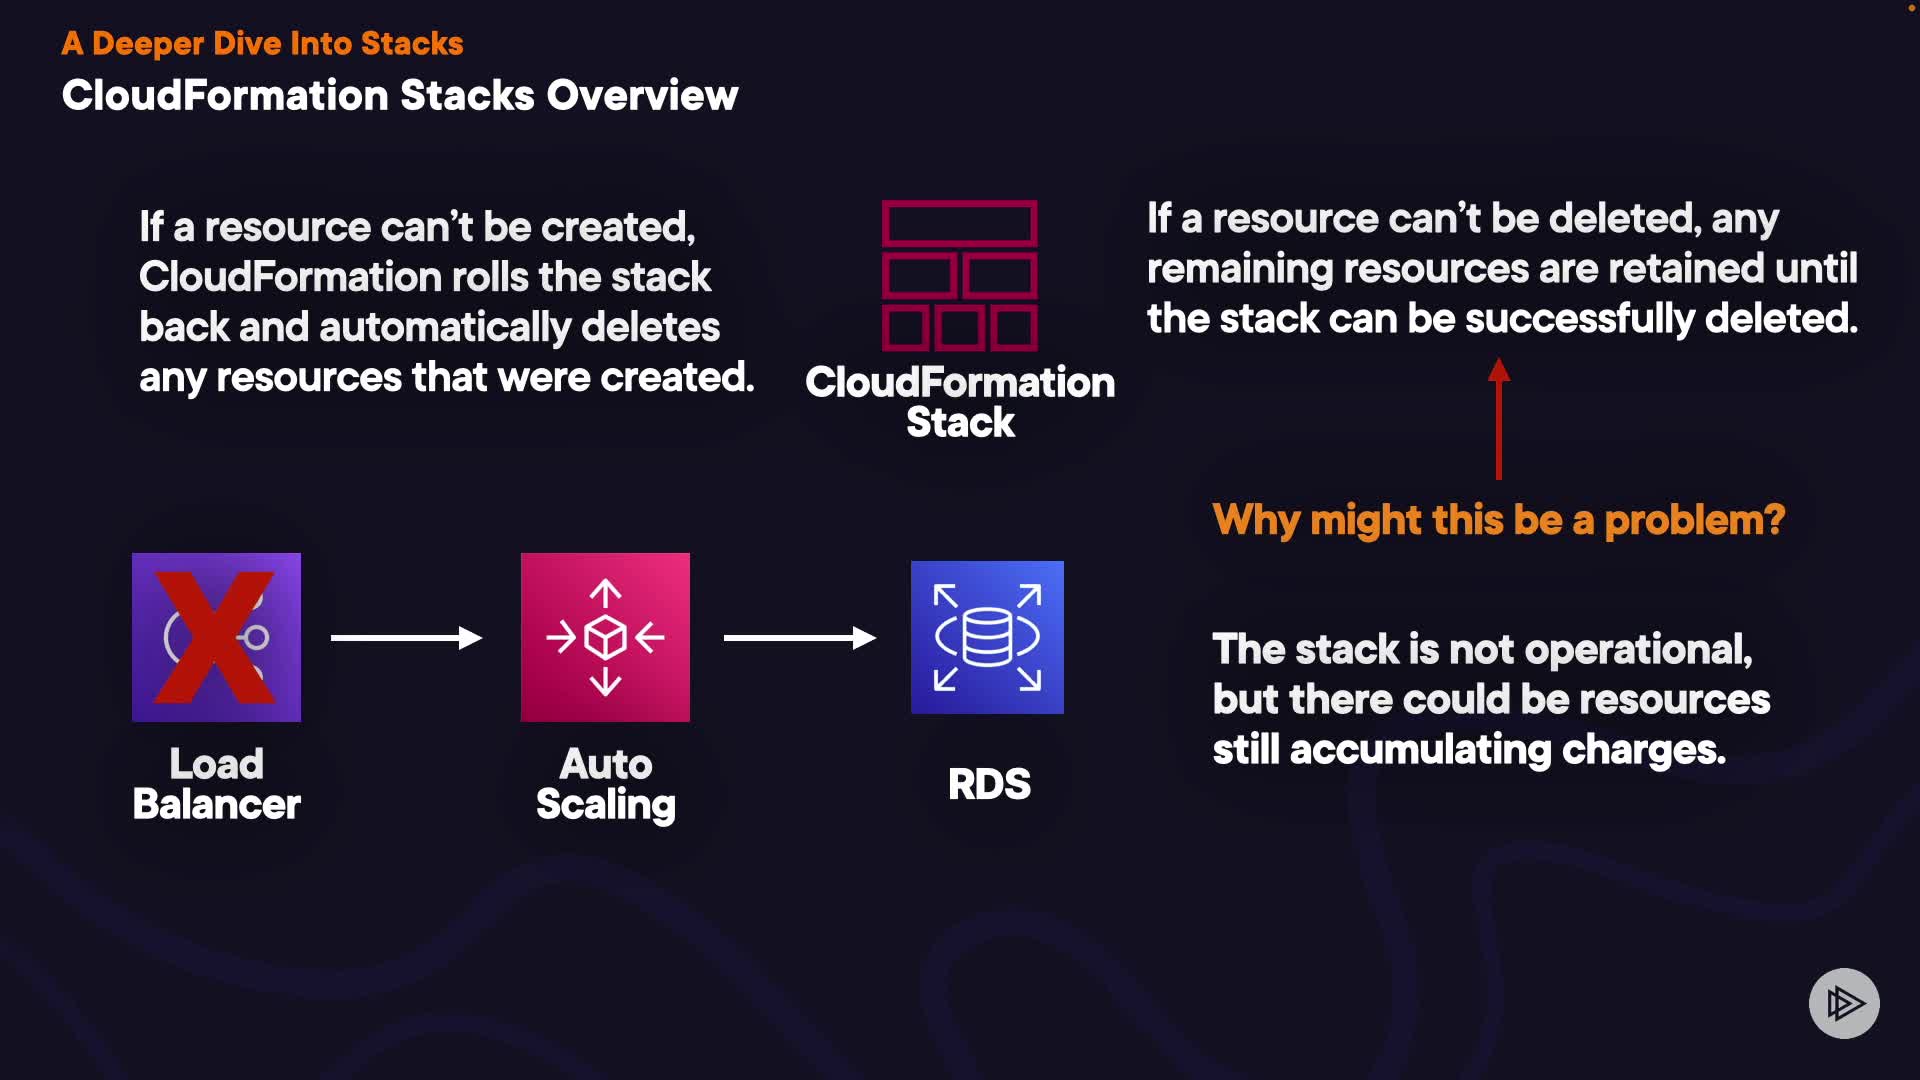 A Deeper Dive Into Stacks
CloudFormation Stacks Overview
If a resource can't be created,
CloudFormation rolls the stack
back and automatically deletes
any resources that were created.
CloudFormation
Stack
If a resource can't be deleted, any
remaining resources are retained until
the stack can be successfully deleted.
Why might this be a problem?
The stack is not operational,
but there could be resources
still accumulating charges.
X
Load
Balancer
Auto
Scaling
RDS